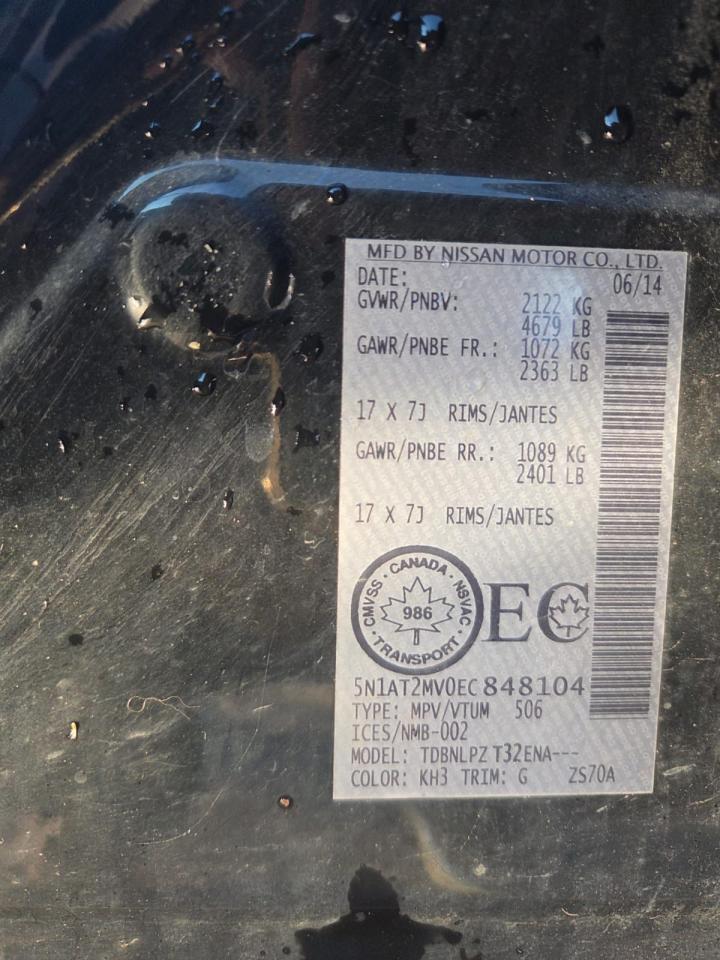 MFD BY NISSAN MOTOR CO., LTD.
DATE: 06/14
GVWR/PNBV: 2122 KG
4679 LB
GAWR/PNBE FR.: 1072 KG
2363 LB
17 X 7J RIMS/JANTES
GAWR/PNBE RR.: 1089 KG
2401 LB
17 X 7J RIMS/JANTES
CMVSS · CANADA · NSVAC · TRANSPORT ·
986
EC
5N1AT2MV0EC848104
TYPE: MPV/VTUM 506
ICES/NMB-002
MODEL: TDBNLPZ T32ENA---
COLOR: KH3 TRIM: G ZS70A